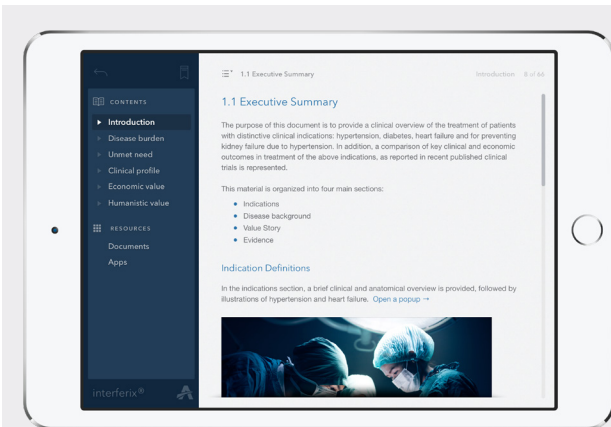 CONTENTS
Introduction
Disease burden
Unmet need
Clinical profile
Economic value
Humanistic value
RESOURCES
Documents
Apps
interferix®
1.1 Executive Summary
Introduction 8 of 66
1.1 Executive Summary
The purpose of this document is to provide a clinical overview of the treatment of patients
with distinctive clinical indications: hypertension, diabetes, heart failure and for preventing
kidney failure due to hypertension. In addition, a comparison of key clinical and economic
outcomes in treatment of the above indications, as reported in recent published clinical
trials is represented.
This material is organized into four main sections:
Indications
Disease background
Value Story
Evidence
Indication Definitions
In the indications section, a brief clinical and anatomical overview is provided, followed by
illustrations of hypertension and heart failure. Open a popup →